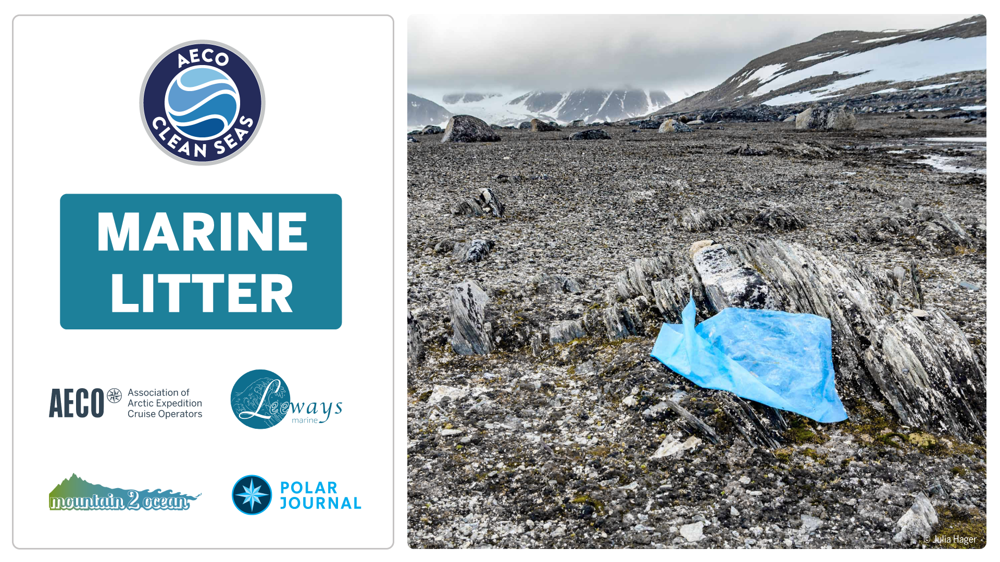 AECO
CLEAN SEAS
MARINE
LITTER
AECO
Association of
Arctic Expedition
Cruise Operators
Leeways
marine
mountain 2 ocean
POLAR
JOURNAL
© Julia Hager